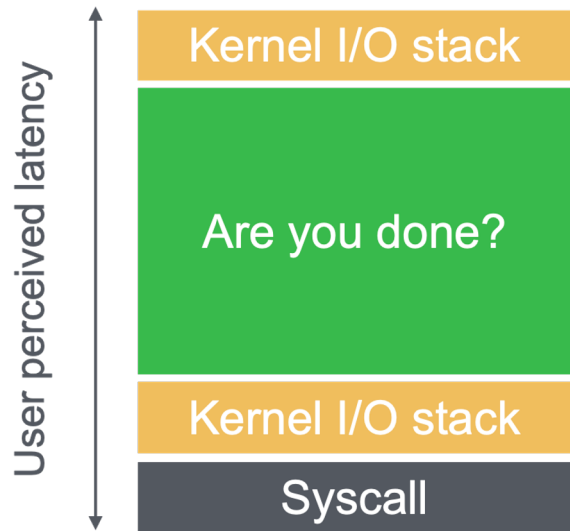 User perceived latency
Kernel I/O stack
Are you done?
Kernel I/O stack
Syscall